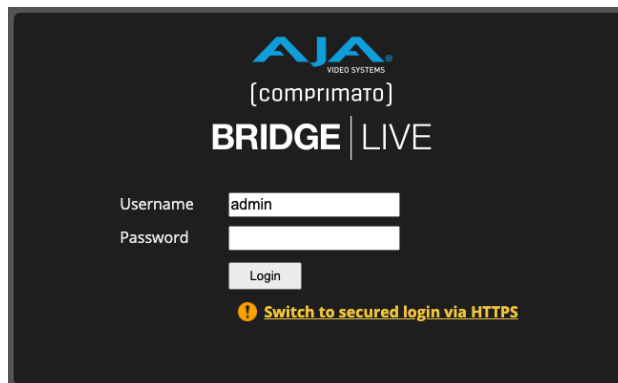 AJA®
VIDEO SYSTEMS
[comprimato]
BRIDGE | LIVE
Username admin
Password
Login
! Switch to secured login via HTTPS